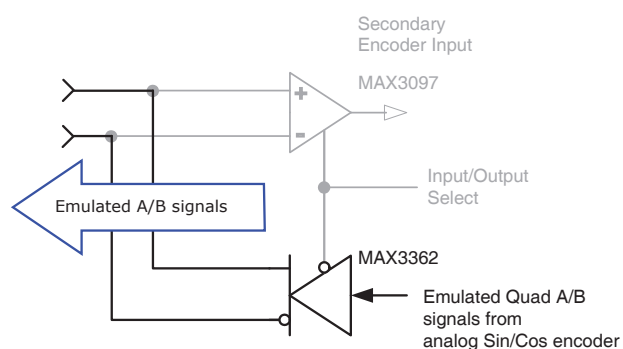 Secondary
Encoder Input
MAX3097
+
-
Input/Output
Select
Emulated A/B signals
MAX3362
Emulated Quad A/B
signals from
analog Sin/Cos encoder